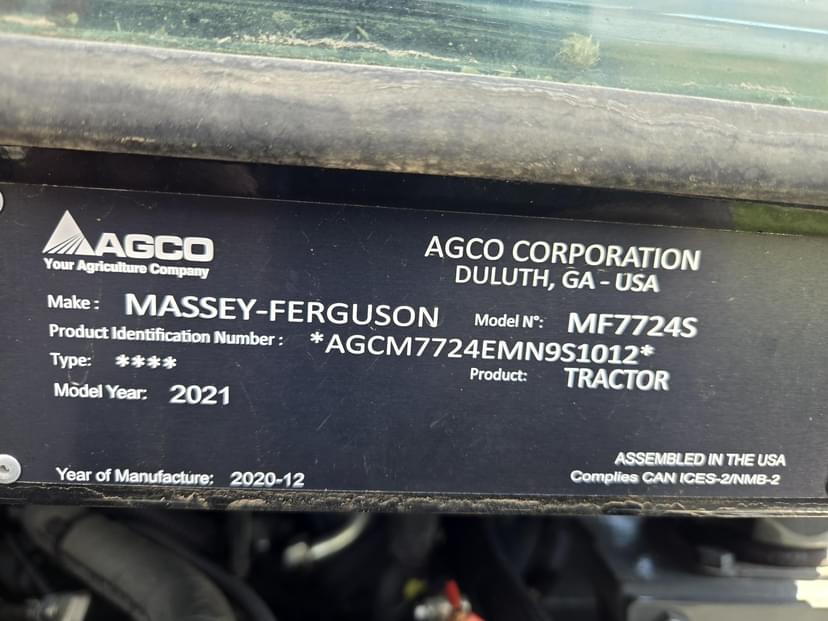 AGCO
Your Agriculture Company
AGCO CORPORATION
DULUTH, GA - USA
Make: MASSEY-FERGUSON Model N°: MF7724S
Product Identification Number: *AGCM7724EMN9S1012*
Type: **** Product: TRACTOR
Model Year: 2021
ASSEMBLED IN THE USA
Year of Manufacture: 2020-12 Complies CAN ICES-2/NMB-2